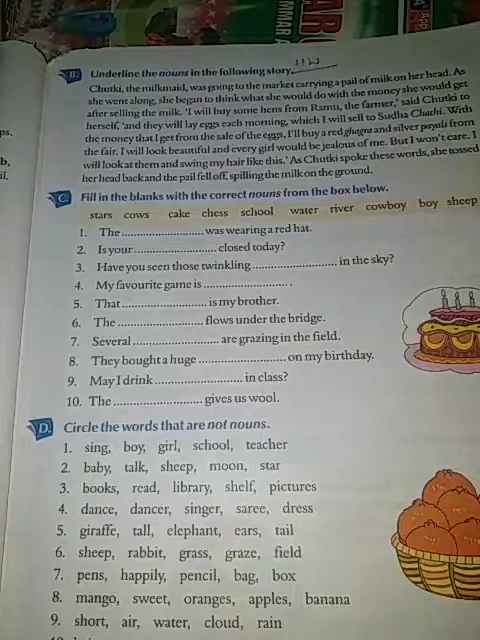 MMAR
AR
App
ps,
b,
il.
H W
B. Underline the nouns in the following story.
Chutki, the milkmaid, was going to the market carrying a pail of milk on her head. As
she went along, she began to think what she would do with the money she would get
after selling the milk. 'I will buy some hens from Ramu, the farmer,' said Chutki to
herself, 'and they will lay eggs each morning, which I will sell to Sudha Chachi. With
the money that I get from the sale of the eggs, I'll buy a red ghagra and silver payals from
the fair. I will look beautiful and every girl would be jealous of me. But I won't care. I
will look at them and swing my hair like this.' As Chutki spoke these words, she tossed
her head back and the pail fell off, spilling the milk on the ground.
C. Fill in the blanks with the correct nouns from the box below.
stars cows cake chess school water river cowboy boy sheep
1. The .......................... was wearing a red hat.
2. Is your .......................... closed today?
3. Have you seen those twinkling .......................... in the sky?
4. My favourite game is .......................... .
5. That .......................... is my brother.
6. The .......................... flows under the bridge.
7. Several .......................... are grazing in the field.
8. They bought a huge .......................... on my birthday.
9. May I drink .......................... in class?
10. The .......................... gives us wool.
D. Circle the words that are not nouns.
1. sing, boy, girl, school, teacher
2. baby, talk, sheep, moon, star
3. books, read, library, shelf, pictures
4. dance, dancer, singer, saree, dress
5. giraffe, tall, elephant, ears, tail
6. sheep, rabbit, grass, graze, field
7. pens, happily, pencil, bag, box
8. mango, sweet, oranges, apples, banana
9. short, air, water, cloud, rain